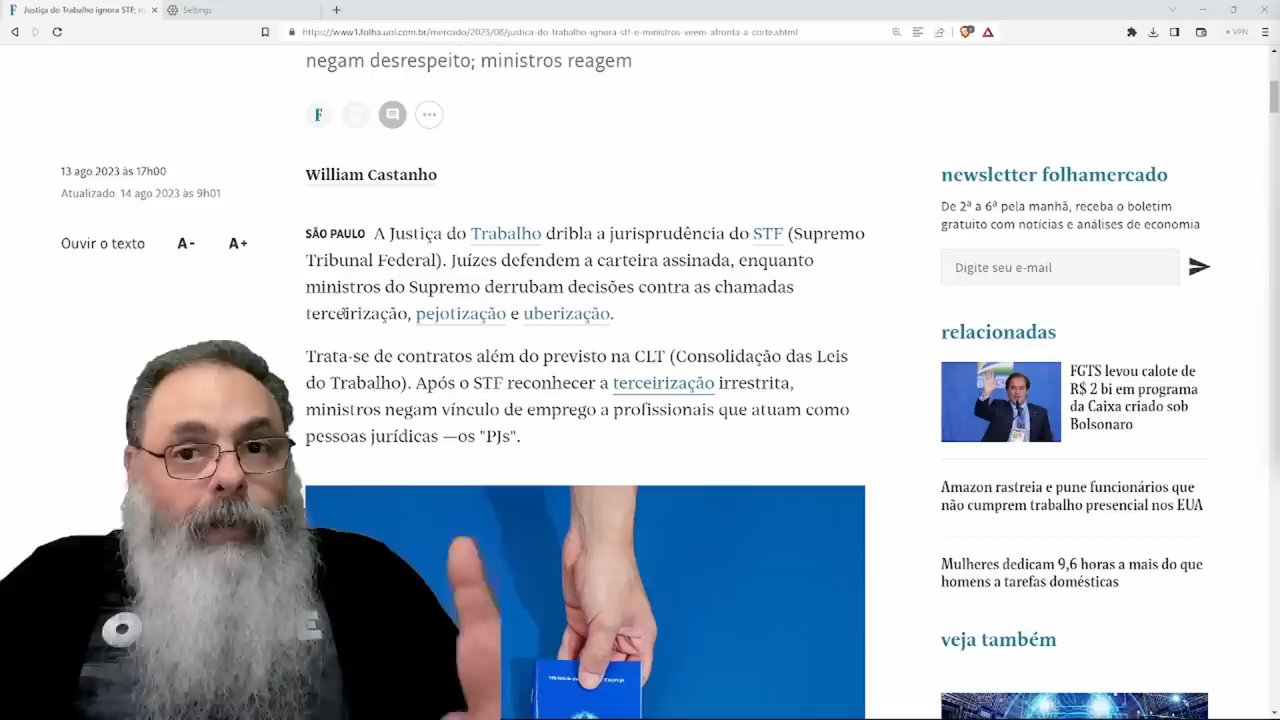 Justiça do Trabalho ignora STF; m
Settings
https://www1.folha.uol.com.br/mercado/2023/08/justica-do-trabalho-ignora-stf-e-ministros-veem-afronta-a-corte.shtml
VPN
negam desrespeito; ministros reagem
F
13.ago.2023 às 17h00
Atualizado: 14.ago.2023 às 9h01
Ouvir o texto A- A+
William Castanho
SÃO PAULO A Justiça do Trabalho dribla a jurisprudência do STF (Supremo
Tribunal Federal). Juízes defendem a carteira assinada, enquanto
ministros do Supremo derrubam decisões contra as chamadas
terceirização, pejotização e uberização.
Trata-se de contratos além do previsto na CLT (Consolidação das Leis
do Trabalho). Após o STF reconhecer a terceirização irrestrita,
ministros negam vínculo de emprego a profissionais que atuam como
pessoas jurídicas —os "PJs".
newsletter folhamercado
De 2ª a 6ª pela manhã, receba o boletim
gratuito com notícias e análises de economia
Digite seu e-mail
relacionadas
FGTS levou calote de
R$ 2 bi em programa
da Caixa criado sob
Bolsonaro
Amazon rastreia e pune funcionários que
não cumprem trabalho presencial nos EUA
Mulheres dedicam 9,6 horas a mais do que
homens a tarefas domésticas
veja também